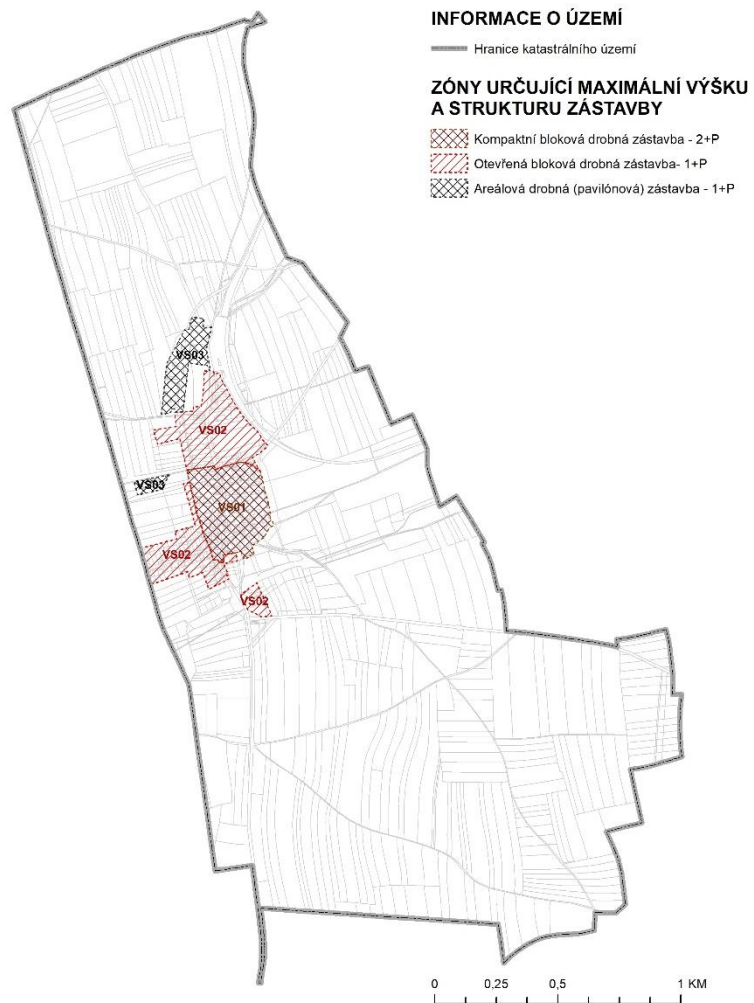 INFORMACE O ÚZEMÍ
Hranice katastrálního území
ZÓNY URČUJÍCÍ MAXIMÁLNÍ VÝŠKU
A STRUKTURU ZÁSTAVBY
Kompaktní bloková drobná zástavba - 2+P
Otevřená bloková drobná zástavba- 1+P
Areálová drobná (pavilónová) zástavba - 1+P
VS03
VS02
VS03
VS01
VS02
VS02
0 0,25 0,5 1 KM